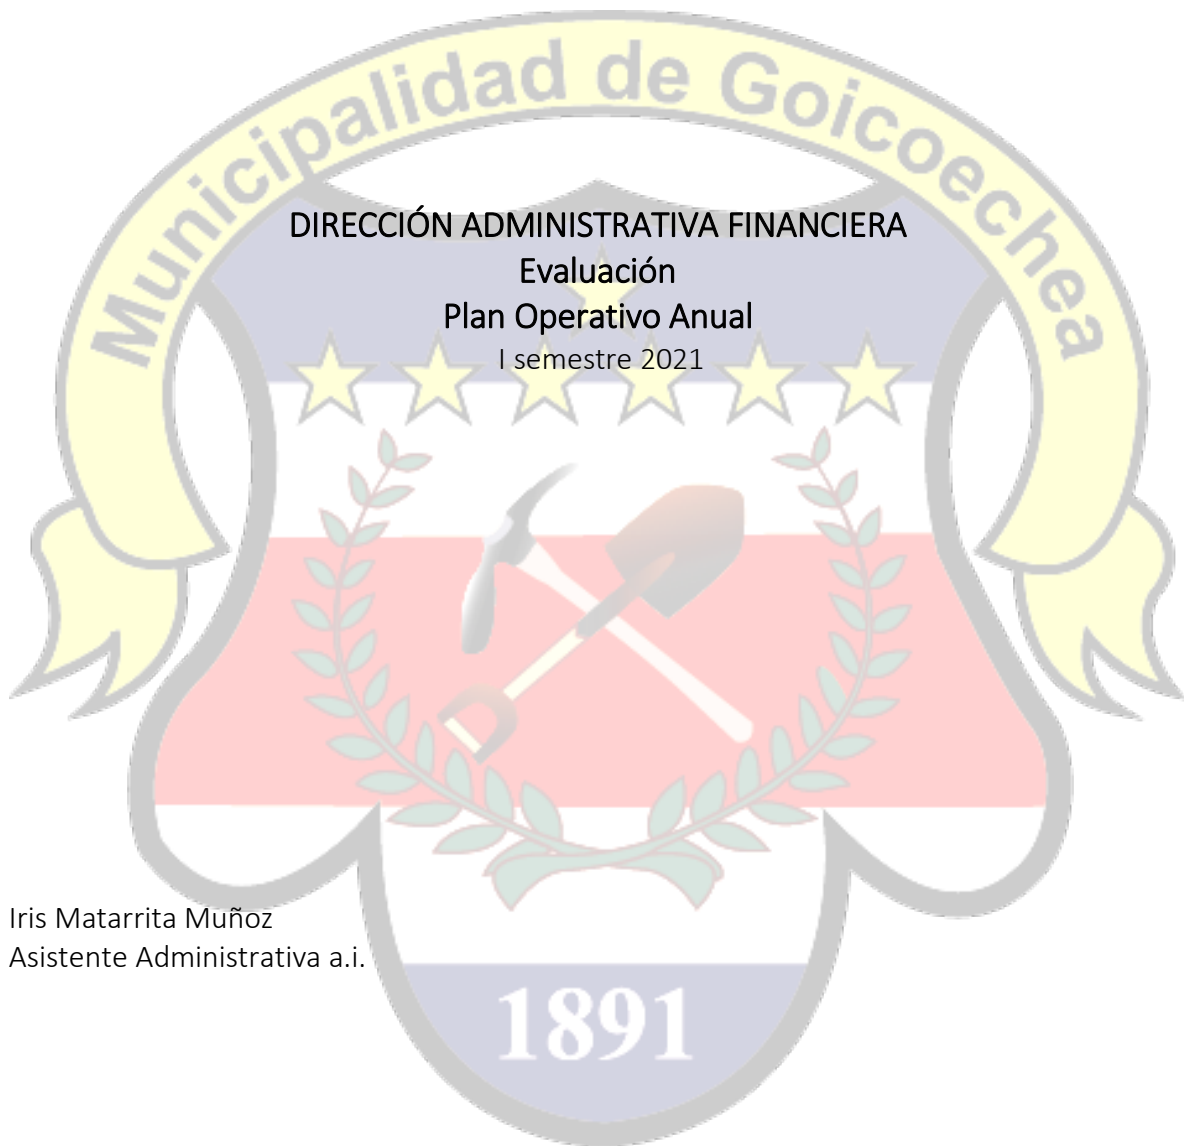 Municipalidad de Goicoechea
DIRECCIÓN ADMINISTRATIVA FINANCIERA
Evaluación
Plan Operativo Anual
I semestre 2021
Iris Matarrita Muñoz
Asistente Administrativa a.i.
1891